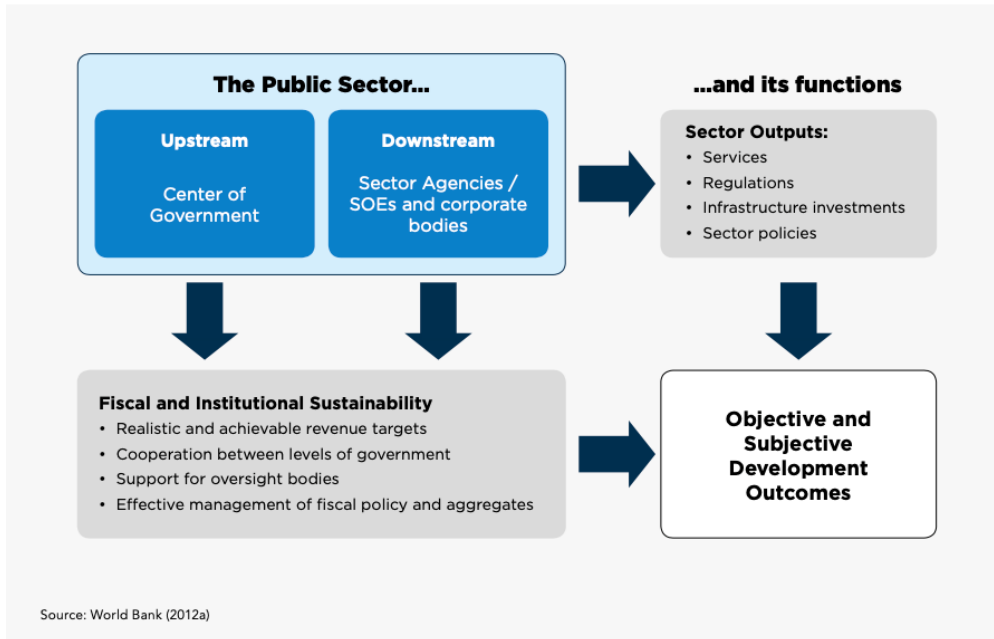 The Public Sector...
Upstream
Center of
Government
Downstream
Sector Agencies /
SOEs and corporate
bodies
...and its functions
Sector Outputs:
• Services
• Regulations
• Infrastructure investments
• Sector policies
Fiscal and Institutional Sustainability
• Realistic and achievable revenue targets
• Cooperation between levels of government
• Support for oversight bodies
• Effective management of fiscal policy and aggregates
Objective and
Subjective
Development
Outcomes
Source: World Bank (2012a)